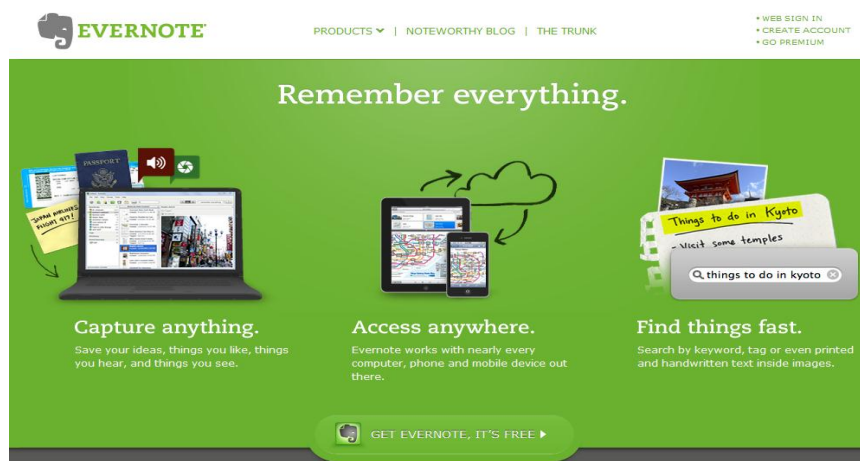 EVERNOTE
PRODUCTS | NOTEWORTHY BLOG | THE TRUNK
• WEB SIGN IN
• CREATE ACCOUNT
• GO PREMIUM
Remember everything.
PASSPORT
JAPAN AIRLINES
FLIGHT 417!
Things to do in Kyoto
- Visit some temples
things to do in kyoto
Capture anything.
Save your ideas, things you like, things
you hear, and things you see.
Access anywhere.
Evernote works with nearly every
computer, phone and mobile device out
there.
Find things fast.
Search by keyword, tag or even printed
and handwritten text inside images.
GET EVERNOTE, IT'S FREE